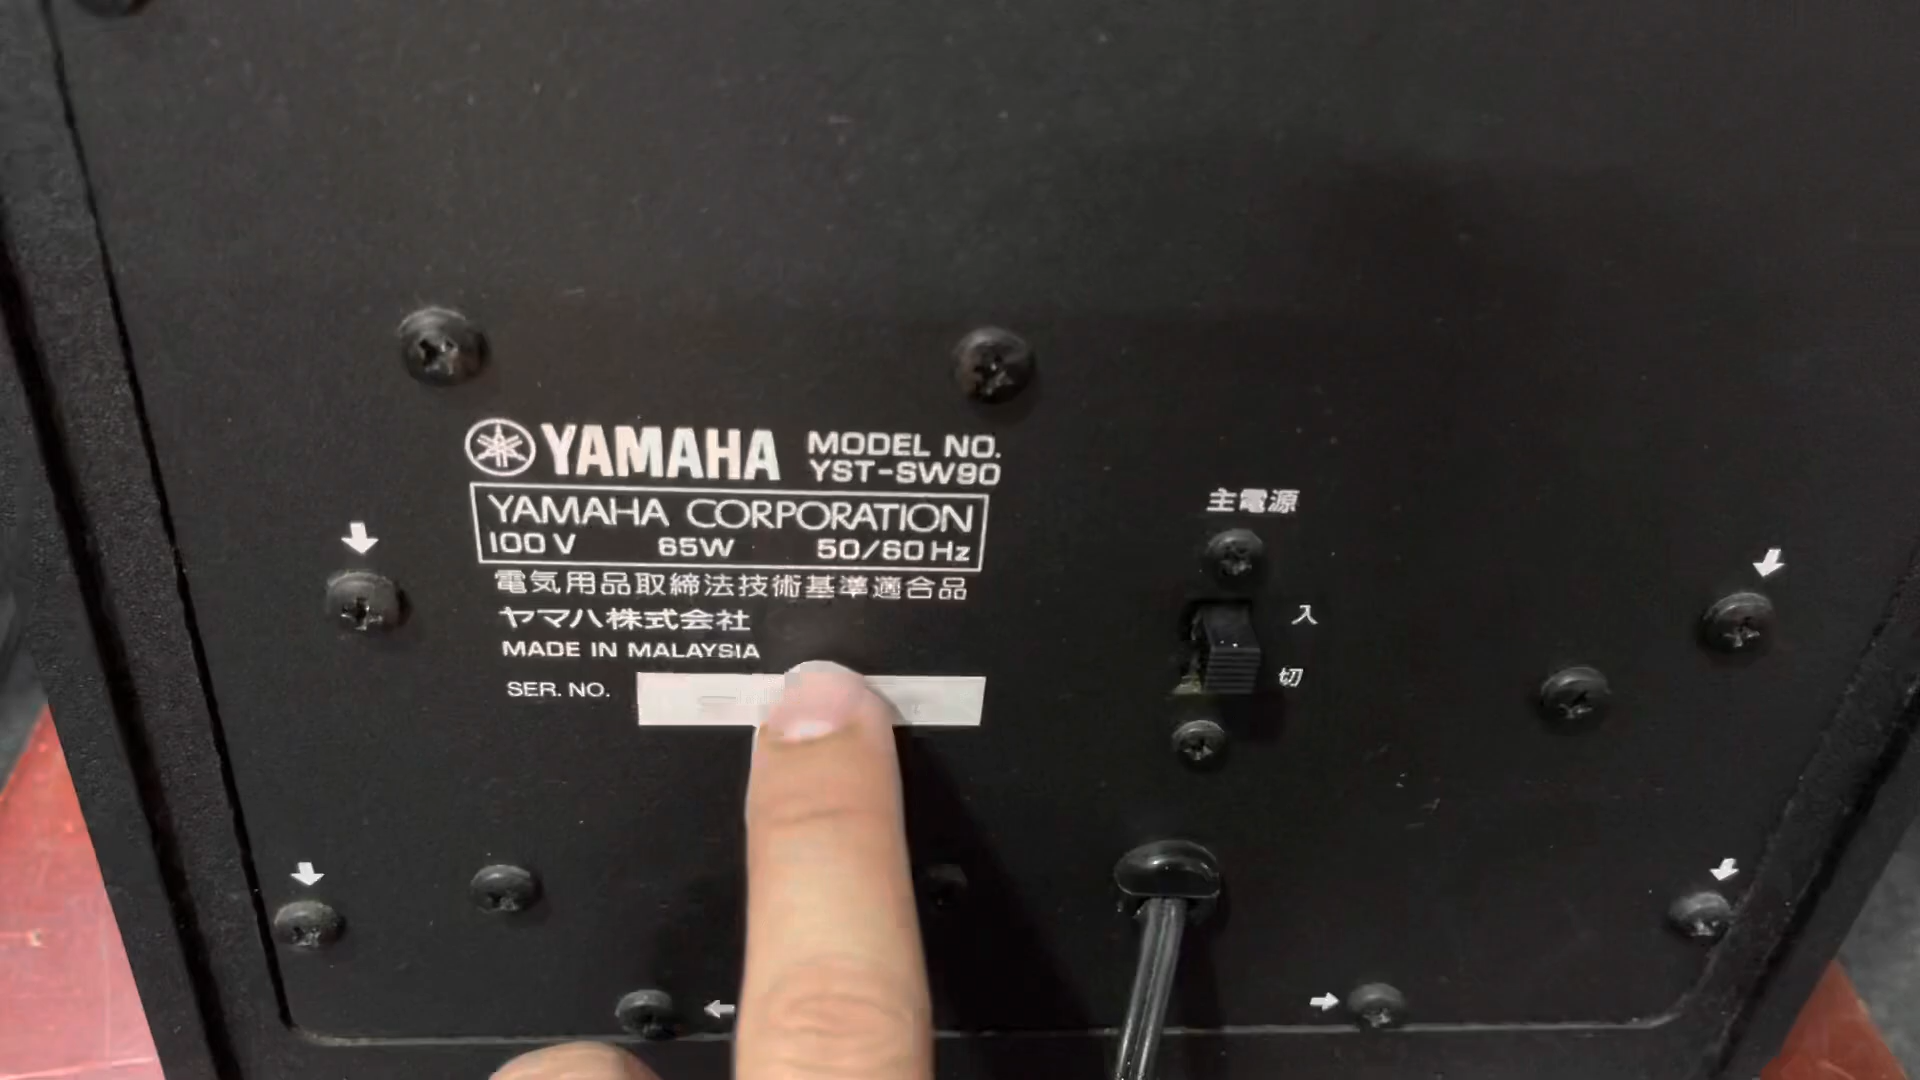 YAMAHA MODEL NO.
YST-SW90
YAMAHA CORPORATION
100V 65W 50/60Hz
電気用品取締法技術基準適合品
ヤマハ株式会社
MADE IN MALAYSIA
SER. NO.
主電源
入
切